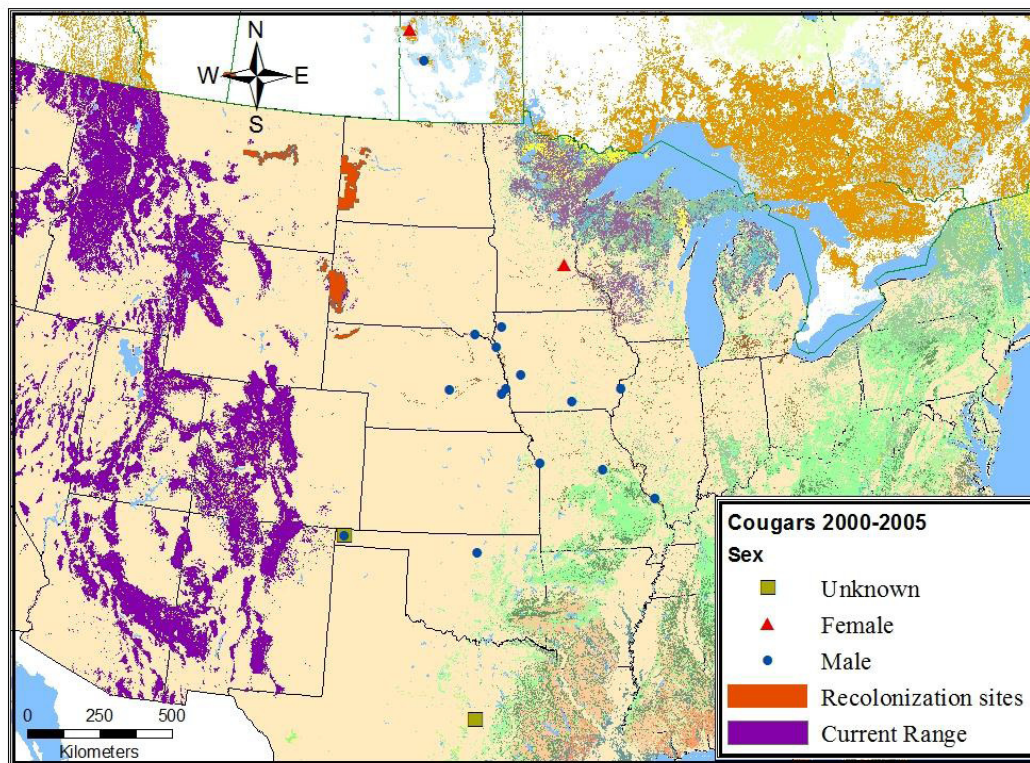 N
W E
S
Cougars 2000-2005
Sex
Unknown
Female
Male
Recolonization sites
Current Range
0 250 500
Kilometers